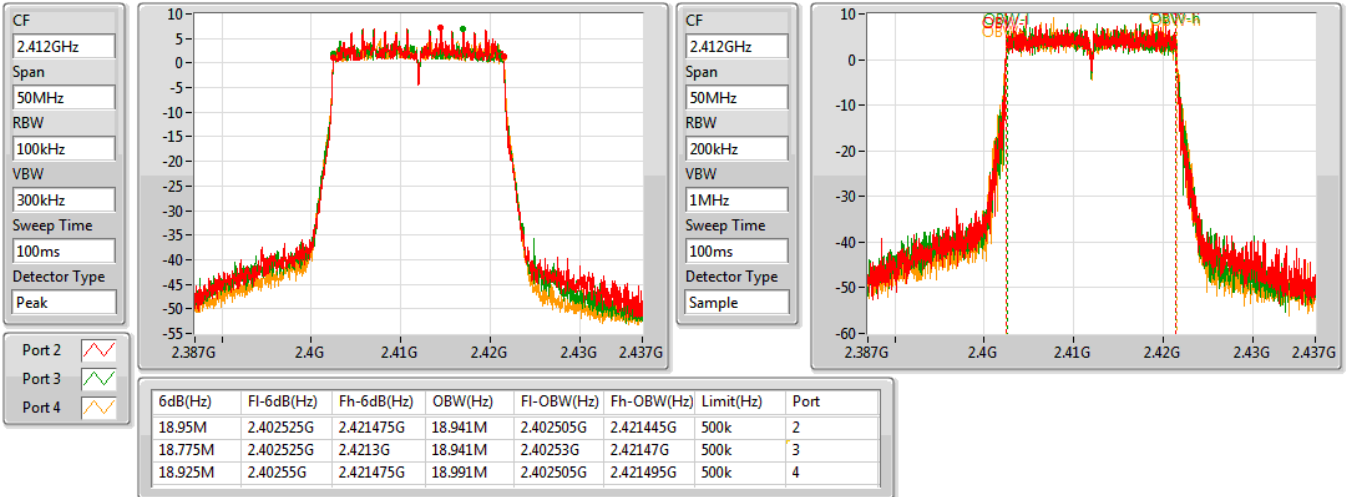 CF
2.412GHz
Span
50MHz
RBW
100kHz
VBW
300kHz
Sweep Time
100ms
Detector Type
Peak
10-
5-
0-
-5-
-10-
-15-
-20-
-25-
-30-
-35-
-40-
-45-
-50-
-55-
2.387G 2.4G 2.41G 2.42G 2.43G 2.437G
CF
2.412GHz
Span
50MHz
RBW
200kHz
VBW
1MHz
Sweep Time
100ms
Detector Type
Sample
OBW-l OBW-h
10-
0-
-10-
-20-
-30-
-40-
-50-
-60-
2.387G 2.4G 2.41G 2.42G 2.43G 2.437G
Port 2
Port 3
Port 4
6dB(Hz) Fl-6dB(Hz) Fh-6dB(Hz) OBW(Hz) Fl-OBW(Hz) Fh-OBW(Hz) Limit(Hz) Port
18.95M 2.402525G 2.421475G 18.941M 2.402505G 2.421445G 500k 2
18.775M 2.402525G 2.4213G 18.941M 2.40253G 2.42147G 500k 3
18.925M 2.40255G 2.421475G 18.991M 2.402505G 2.421495G 500k 4